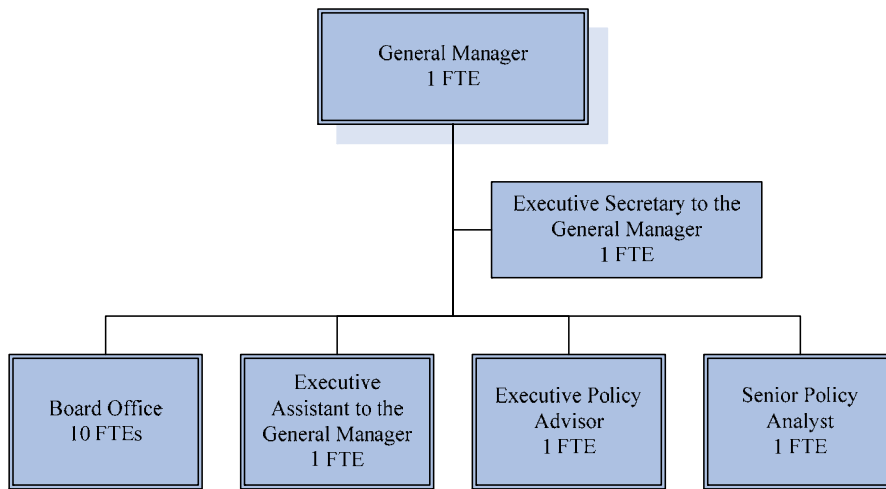 General Manager
1 FTE
Executive Secretary to the
General Manager
1 FTE
Board Office
10 FTEs
Executive
Assistant to the
General Manager
1 FTE
Executive Policy
Advisor
1 FTE
Senior Policy
Analyst
1 FTE